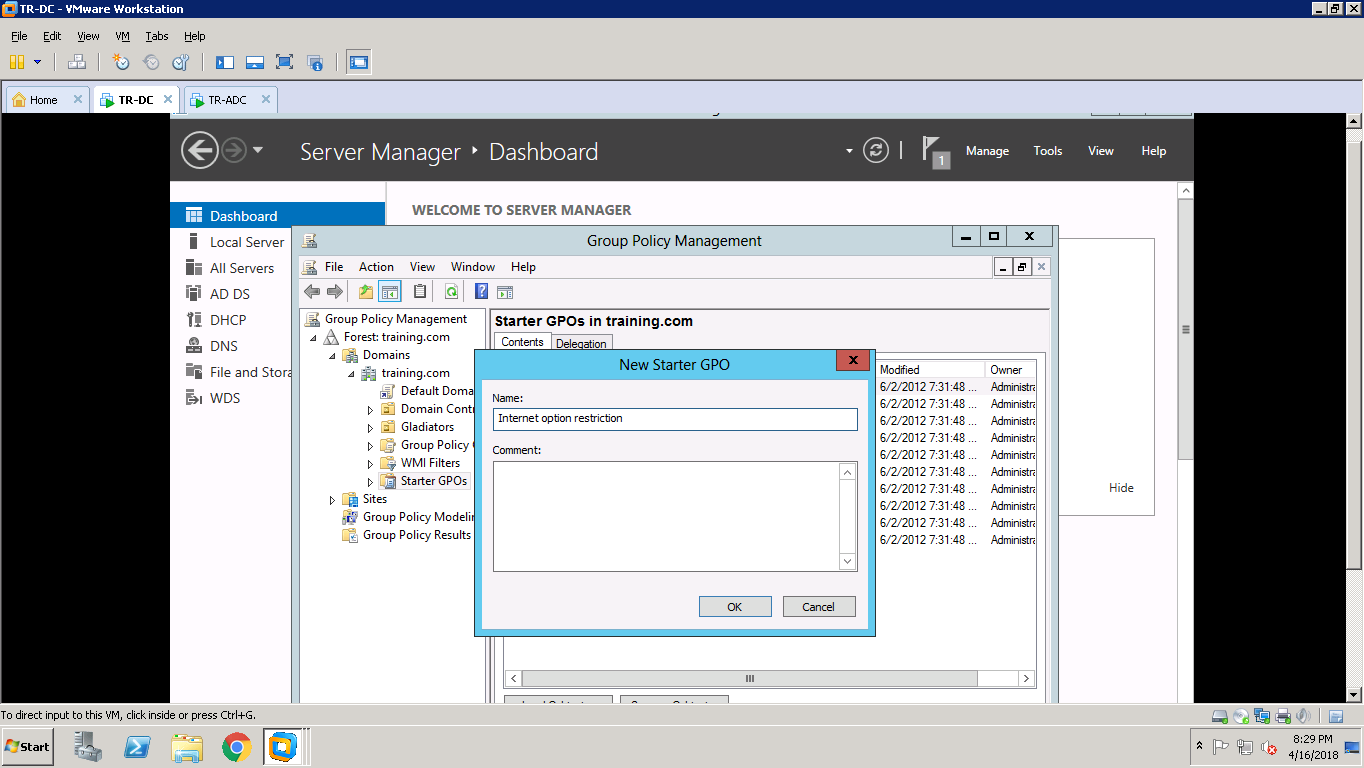 TR-DC - VMware Workstation
File Edit View VM Tabs Help
Home TR-DC TR-ADC
Server Manager Dashboard
1 Manage Tools View Help
Dashboard
Local Server
All Servers
AD DS
DHCP
DNS
File and Stora
WDS
WELCOME TO SERVER MANAGER
Group Policy Management
File Action View Window Help
Group Policy Management
Forest: training.com
Domains
training.com
Default Doma
Domain Cont
Gladiators
Group Policy
WMI Filters
Starter GPOs
Sites
Group Policy Modelin
Group Policy Results
Starter GPOs in training.com
Contents Delegation
Modified Owner
6/2/2012 7:31:48 ... Administra
6/2/2012 7:31:48 ... Administra
6/2/2012 7:31:48 ... Administra
6/2/2012 7:31:48 ... Administra
6/2/2012 7:31:48 ... Administra
6/2/2012 7:31:48 ... Administra
6/2/2012 7:31:48 ... Administra
6/2/2012 7:31:48 ... Administra
6/2/2012 7:31:48 ... Administra
6/2/2012 7:31:48 ... Administra
New Starter GPO
Name:
Internet option restriction
Comment:
OK Cancel
Hide
To direct input to this VM, click inside or press Ctrl+G.
Start
8:29 PM
4/16/2018